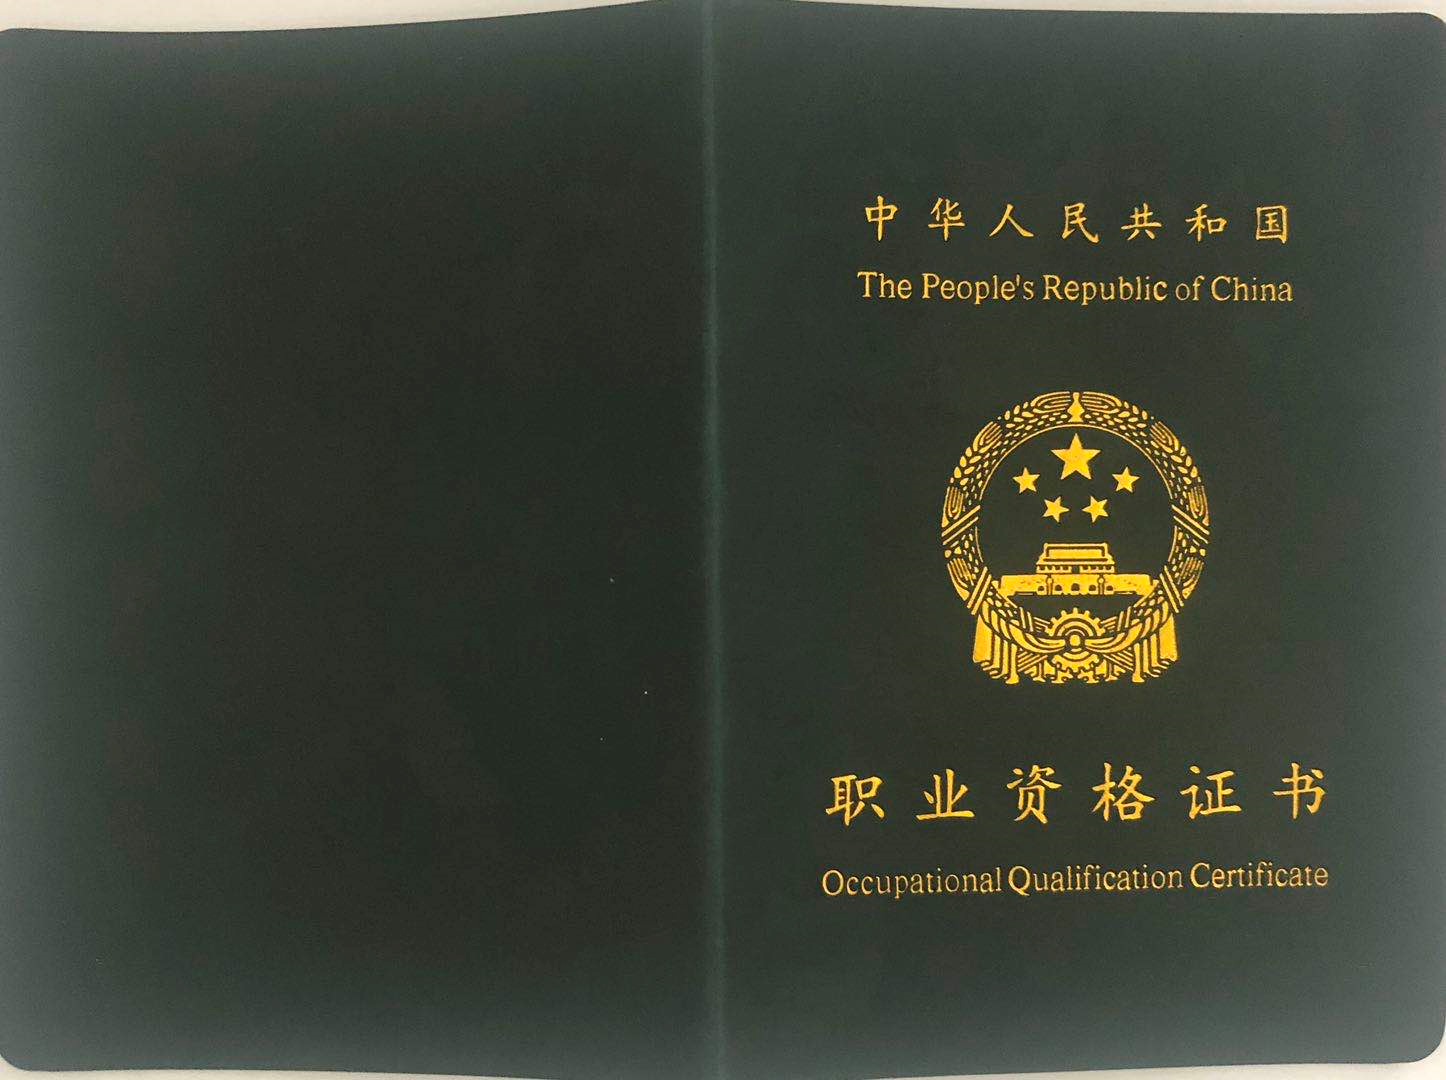 中华人民共和国
The People's Republic of China
职业资格证书
Occupational Qualification Certificate